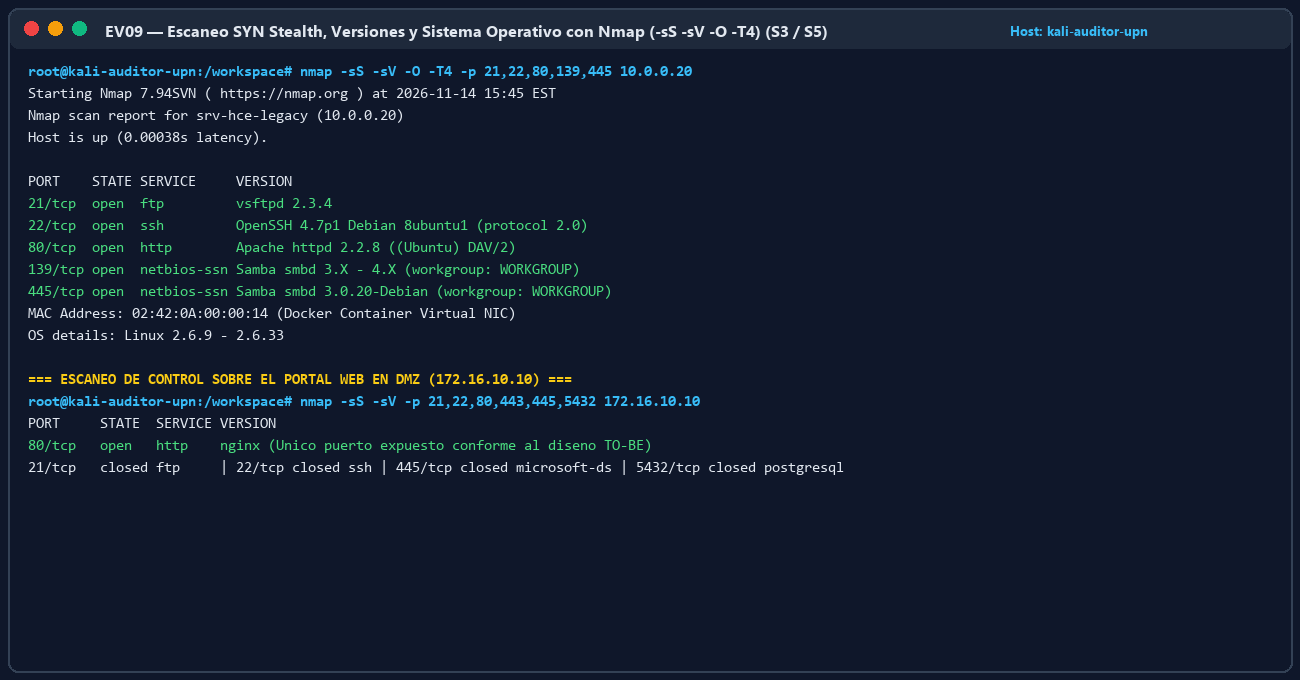 EV09 — Escaneo SYN Stealth, Versiones y Sistema Operativo con Nmap (-sS -sV -O -T4) (S3 / S5)
Host: kali-auditor-upn
root@kali-auditor-upn:/workspace# nmap -sS -sV -O -T4 -p 21,22,80,139,445 10.0.0.20
Starting Nmap 7.94SVN ( https://nmap.org ) at 2026-11-14 15:45 EST
Nmap scan report for srv-hce-legacy (10.0.0.20)
Host is up (0.00038s latency).
PORT    STATE SERVICE     VERSION
21/tcp  open  ftp         vsftpd 2.3.4
22/tcp  open  ssh         OpenSSH 4.7p1 Debian 8ubuntu1 (protocol 2.0)
80/tcp  open  http        Apache httpd 2.2.8 ((Ubuntu) DAV/2)
139/tcp open  netbios-ssn Samba smbd 3.X - 4.X (workgroup: WORKGROUP)
445/tcp open  netbios-ssn Samba smbd 3.0.20-Debian (workgroup: WORKGROUP)
MAC Address: 02:42:0A:00:00:14 (Docker Container Virtual NIC)
OS details: Linux 2.6.9 - 2.6.33
=== ESCANEO DE CONTROL SOBRE EL PORTAL WEB EN DMZ (172.16.10.10) ===
root@kali-auditor-upn:/workspace# nmap -sS -sV -p 21,22,80,443,445,5432 172.16.10.10
PORT     STATE  SERVICE VERSION
80/tcp   open   http    nginx (Unico puerto expuesto conforme al diseno TO-BE)
21/tcp   closed ftp     | 22/tcp closed ssh | 445/tcp closed microsoft-ds | 5432/tcp closed postgresql